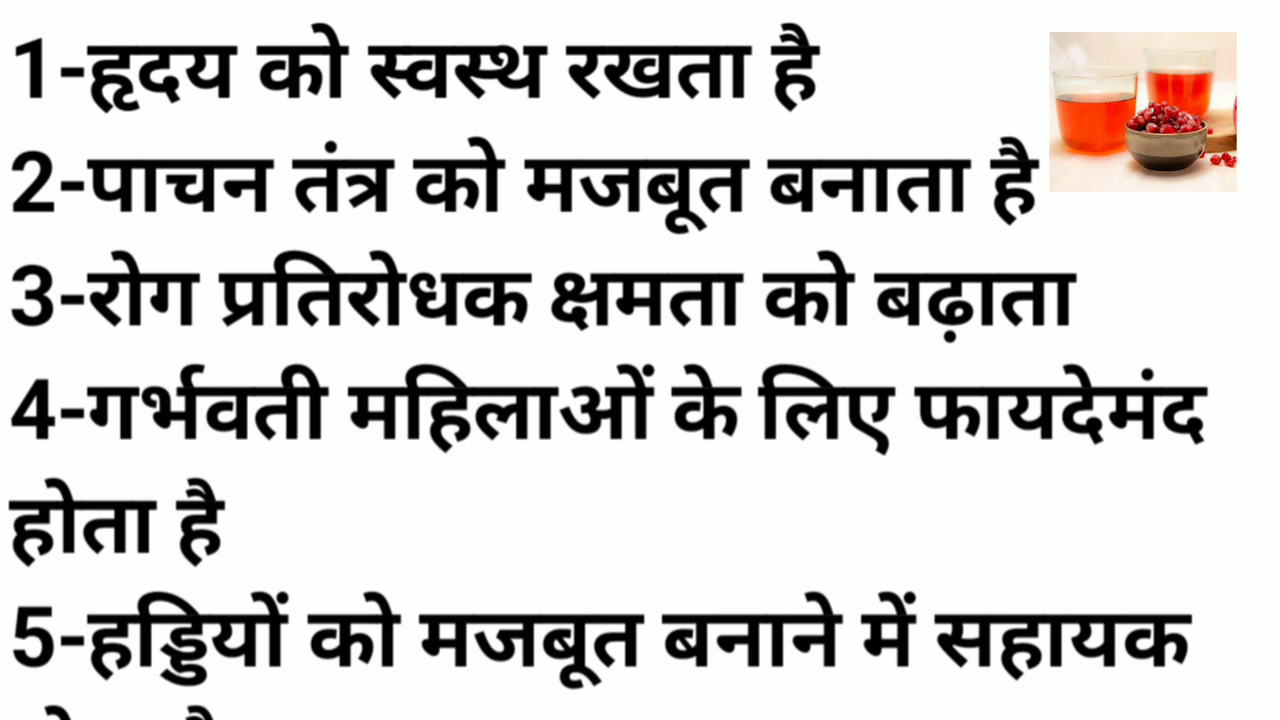 1-हृदय को स्वस्थ रखता है
2-पाचन तंत्र को मजबूत बनाता है
3-रोग प्रतिरोधक क्षमता को बढ़ाता
4-गर्भवती महिलाओं के लिए फायदेमंद
होता है
5-हड्डियों को मजबूत बनाने में सहायक